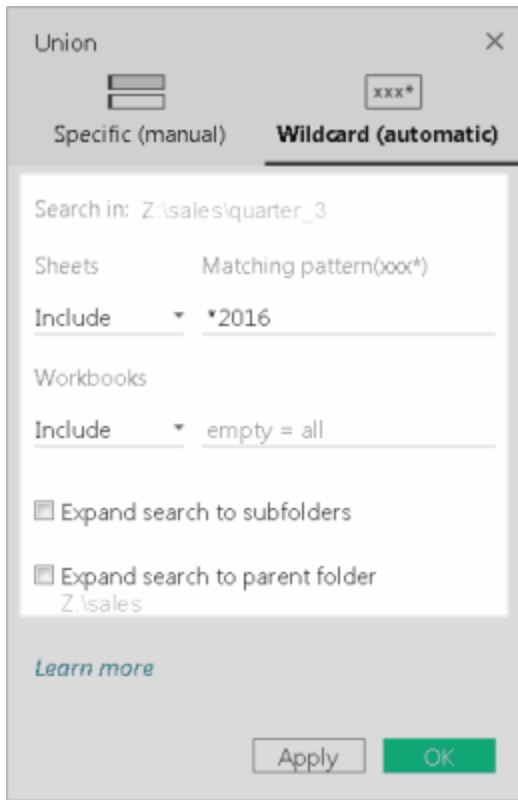 Union ×
xxx*
Specific (manual) Wildcard (automatic)
Search in: Z:\sales\quarter_3
Sheets Matching pattern(xxx*)
Include *2016
Workbooks
Include empty = all
Expand search to subfolders
Expand search to parent folder
Z:\sales
Learn more
Apply OK